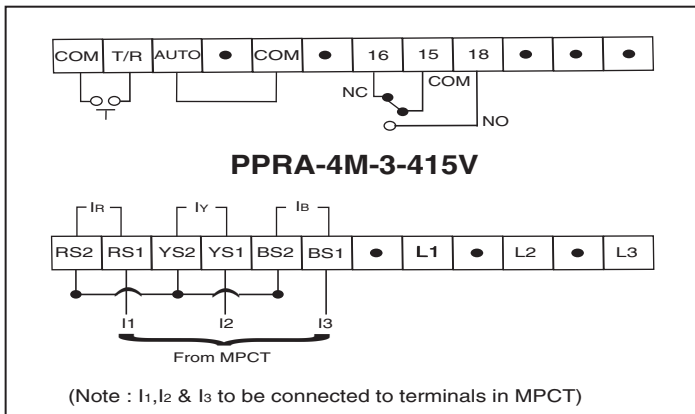 COM T/R AUTO ● COM ● 16 15 18 ● ● ●
NC COM
NO
PPRA-4M-3-415V
IR IY IB
RS2 RS1 YS2 YS1 BS2 BS1 ● L1 ● L2 ● L3
I1 I2 I3
From MPCT
(Note : I1,I2 & I3 to be connected to terminals in MPCT)